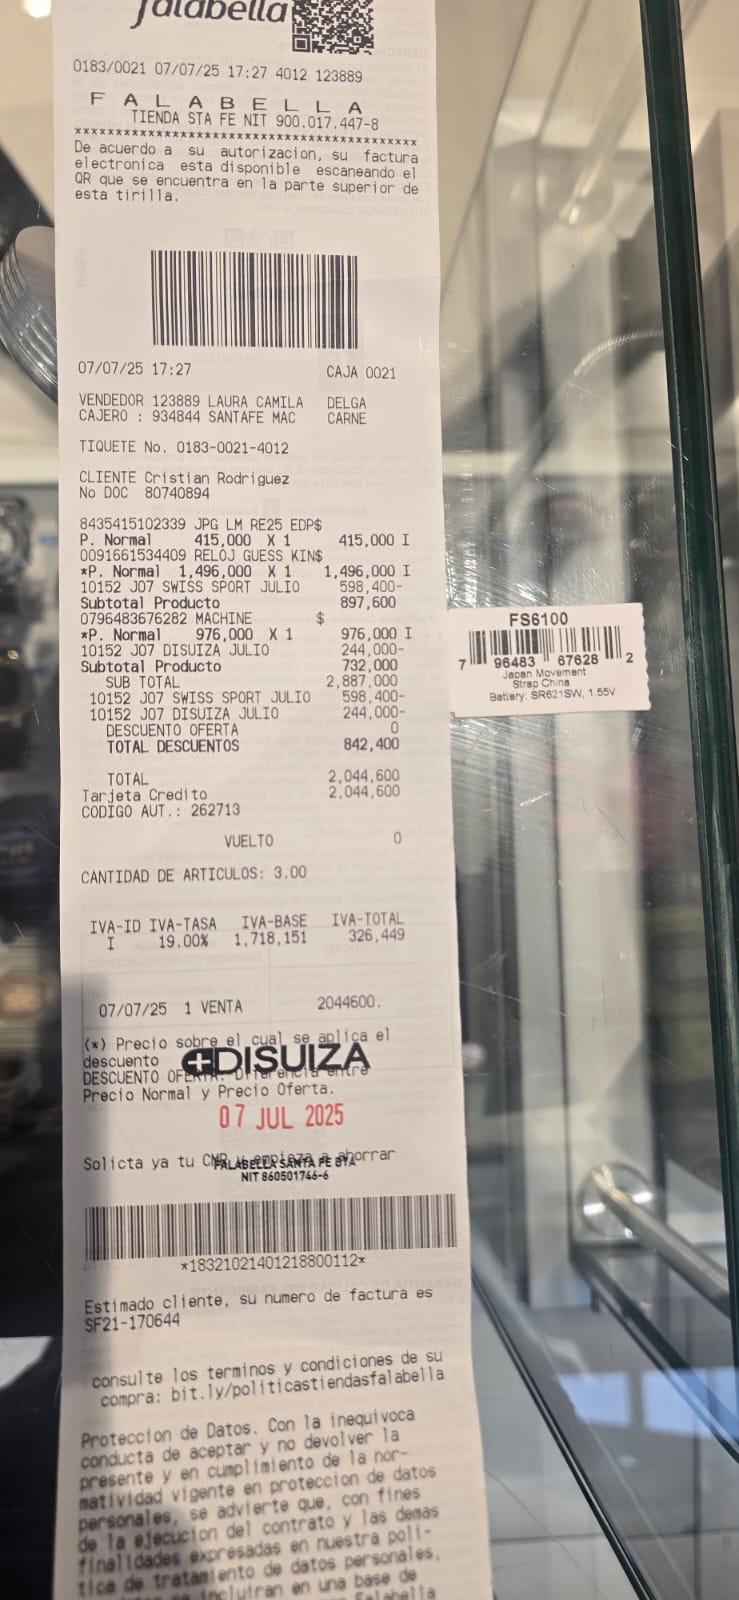 falabella
0183/0021 07/07/25 17:27 4012 123889
F A L A B E L L A
TIENDA STA FE NIT 900.017.447-8
******************************************
De acuerdo a su autorizacion, su factura
electronica esta disponible escaneando el
QR que se encuentra en la parte superior de
esta tirilla.
07/07/25 17:27 CAJA 0021
VENDEDOR 123889 LAURA CAMILA DELGA
CAJERO : 934844 SANTAFE MAC CARNE
TIQUETE No. 0183-0021-4012
CLIENTE Cristian Rodriguez
No DOC 80740894
8435415102339 JPG LM RE25 EDP$
P. Normal 415,000 X 1 415,000 I
0091661534409 RELOJ GUESS KIN$
*P. Normal 1,496,000 X 1 1,496,000 I
10152 J07 SWISS SPORT JULIO 598,400-
Subtotal Producto 897,600
0796483676282 MACHINE $
*P. Normal 976,000 X 1 976,000 I
10152 J07 DISUIZA JULIO 244,000-
Subtotal Producto 732,000
SUB TOTAL 2,887,000
10152 J07 SWISS SPORT JULIO 598,400-
10152 J07 DISUIZA JULIO 244,000-
DESCUENTO OFERTA 0
TOTAL DESCUENTOS 842,400
TOTAL 2,044,600
Tarjeta Credito 2,044,600
CODIGO AUT.: 262713
VUELTO 0
CANTIDAD DE ARTICULOS: 3.00
IVA-ID IVA-TASA IVA-BASE IVA-TOTAL
I 19.00% 1,718,151 326,449
07/07/25 1 VENTA 2044600.
(*) Precio sobre el cual se aplica el
descuento
DISUIZA
DESCUENTO OFERTA: Diferencia entre
Precio Normal y Precio Oferta.
07 JUL 2025
Solicta ya tu CMR y empieza a ahorrar
FALABELLA SANTA FE BTA
NIT 860501746-6
*18321021401218800112*
Estimado cliente, su numero de factura es
SF21-170644
consulte los terminos y condiciones de su
compra: bit.ly/politicastiendasfalabella
Proteccion de Datos. Con la inequivoca
conducta de aceptar y no devolver la
presente y en cumplimiento de la nor-
matividad vigente en proteccion de datos
personales, se advierte que, con fines
de la ejecucion del contrato y las demas
finalidades expresadas en nuestra poli-
tica de tratamiento de datos personales,
se incluiran en una base de
Falabella
FS6100
7 96483 67628 2
Japan Movement
Strap China
Battery: SR621SW, 1.55V